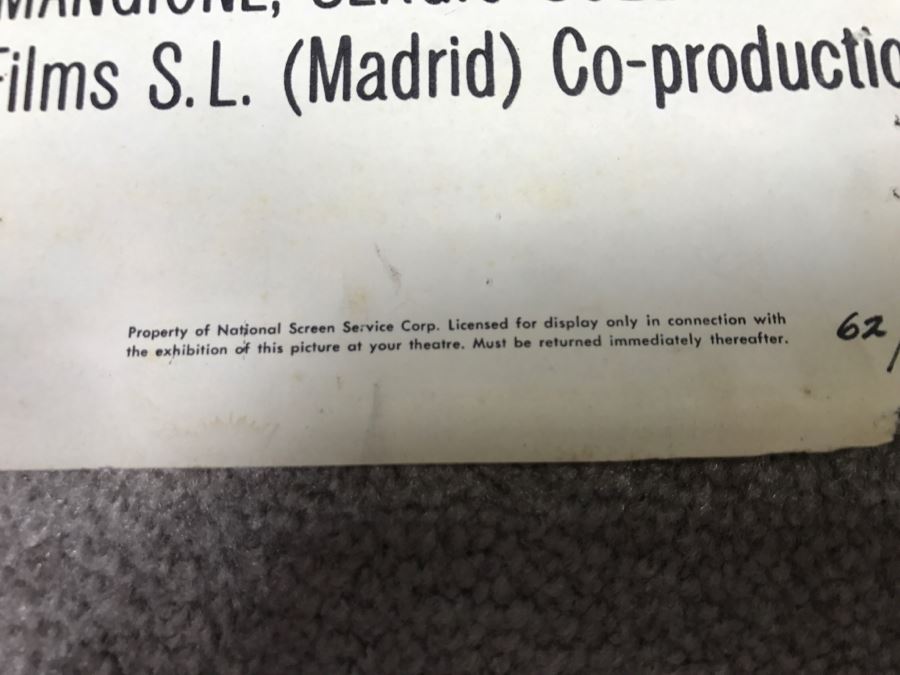 Films S.L. (Madrid) Co-productio
Property of National Screen Service Corp. Licensed for display only in connection with
the exhibition of this picture at your theatre. Must be returned immediately thereafter.
62/